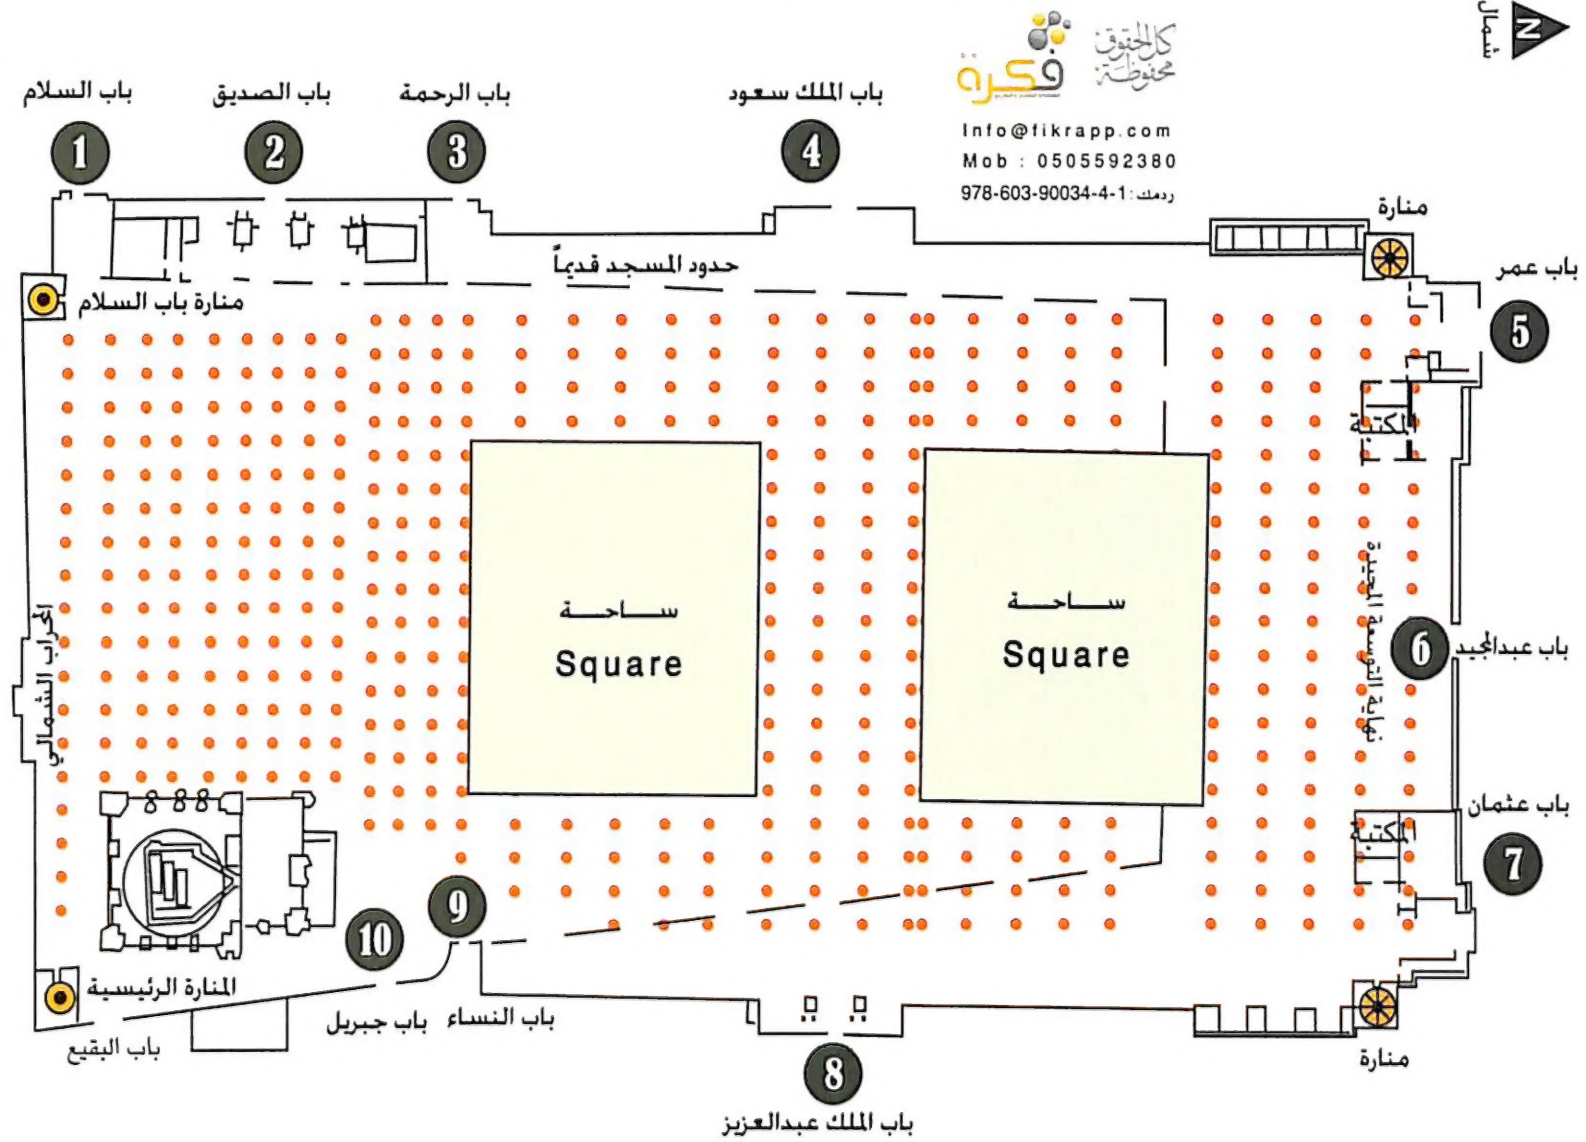 N
شمال
كل الحقوق
محفوظة
فكرة
Info@fikrapp.com
Mob : 0505592380
ردمك: 978-603-90034-4-1
باب السلام
1
باب الصديق
2
باب الرحمة
3
باب الملك سعود
4
منارة
باب عمر
5
حدود المسجد قديماً
منارة باب السلام
المكتبة
ســاحــة
Square
ســاحــة
Square
نهاية التوسعة المجيدة
6
باب عبدالمجيد
المحراب الشمالي
باب عثمان
7
المكتبة
9
10
المنارة الرئيسية
باب البقيع
باب جبريل
باب النساء
8
باب الملك عبدالعزيز
منارة